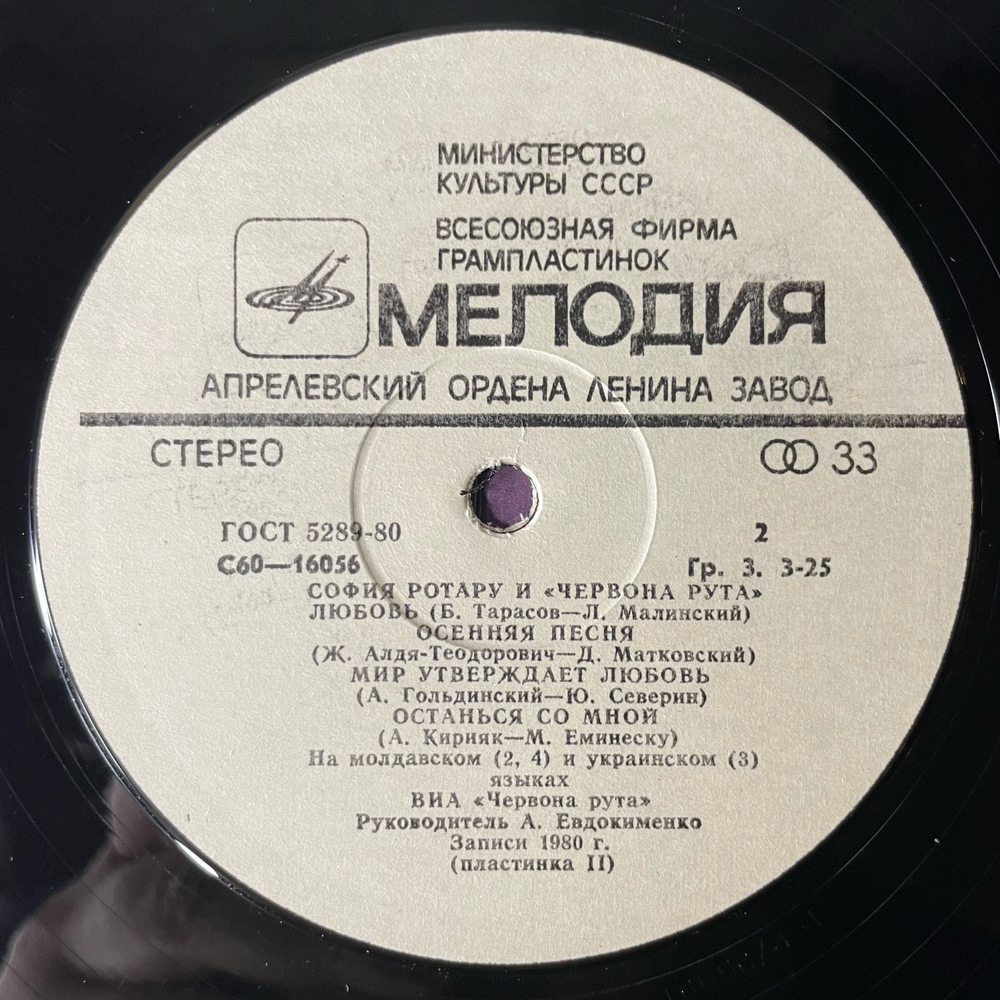 МИНИСТЕРСТВО
КУЛЬТУРЫ СССР
ВСЕСОЮЗНАЯ ФИРМА
ГРАМПЛАСТИНОК
МЕЛОДИЯ
АПРЕЛЕВСКИЙ ОРДЕНА ЛЕНИНА ЗАВОД
СТЕРЕО 33
ГОСТ 5289-80 2
С60—16056 Гр. 3. 3-25
СОФИЯ РОТАРУ И «ЧЕРВОНА РУТА»
ЛЮБОВЬ (Б. Тарасов—Л. Малинский)
ОСЕННЯЯ ПЕСНЯ
(Ж. Алдя-Теодорович—Д. Матковский)
МИР УТВЕРЖДАЕТ ЛЮБОВЬ
(А. Гольдинский—Ю. Северин)
ОСТАНЬСЯ СО МНОЙ
(А. Кирияк—М. Еминеску)
На молдавском (2, 4) и украинском (3)
языках
ВИА «Червона рута»
Руководитель А. Евдокименко
Записи 1980 г.
(пластинка II)